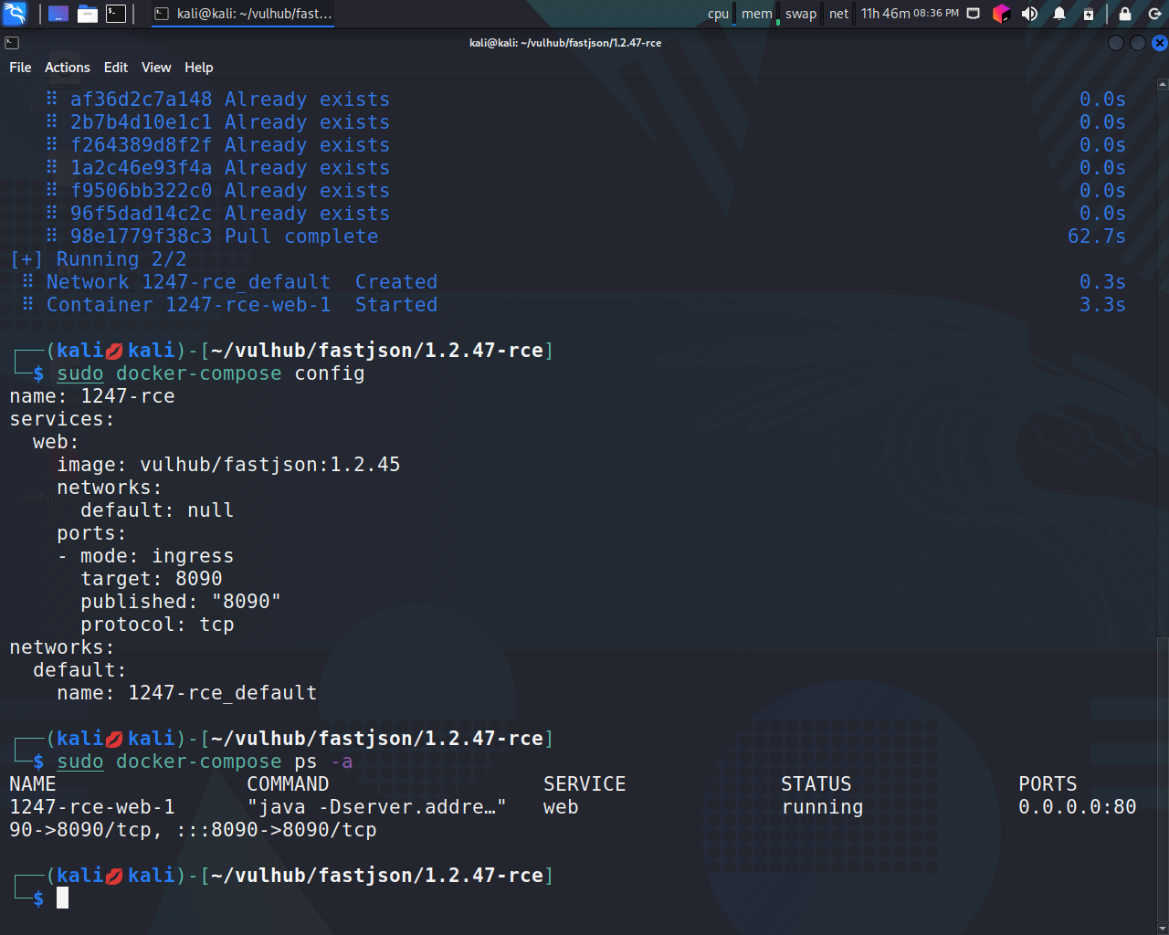 kali@kali: ~/vulhub/fast...
cpu mem swap net 11h 46m 08:36 PM
kali@kali: ~/vulhub/fastjson/1.2.47-rce
File Actions Edit View Help
⠿ af36d2c7a148 Already exists 0.0s
⠿ 2b7b4d10e1c1 Already exists 0.0s
⠿ f264389d8f2f Already exists 0.0s
⠿ 1a2c46e93f4a Already exists 0.0s
⠿ f9506bb322c0 Already exists 0.0s
⠿ 96f5dad14c2c Already exists 0.0s
⠿ 98e1779f38c3 Pull complete 62.7s
[+] Running 2/2
⠿ Network 1247-rce_default Created 0.3s
⠿ Container 1247-rce-web-1 Started 3.3s
┌──(kali💋kali)-[~/vulhub/fastjson/1.2.47-rce]
└─$ sudo docker-compose config
name: 1247-rce
services:
  web:
    image: vulhub/fastjson:1.2.45
    networks:
      default: null
    ports:
    - mode: ingress
      target: 8090
      published: "8090"
      protocol: tcp
networks:
  default:
    name: 1247-rce_default
┌──(kali💋kali)-[~/vulhub/fastjson/1.2.47-rce]
└─$ sudo docker-compose ps -a
NAME COMMAND SERVICE STATUS PORTS
1247-rce-web-1 "java -Dserver.addre…" web running 0.0.0.0:80
90->8090/tcp, :::8090->8090/tcp
┌──(kali💋kali)-[~/vulhub/fastjson/1.2.47-rce]
└─$